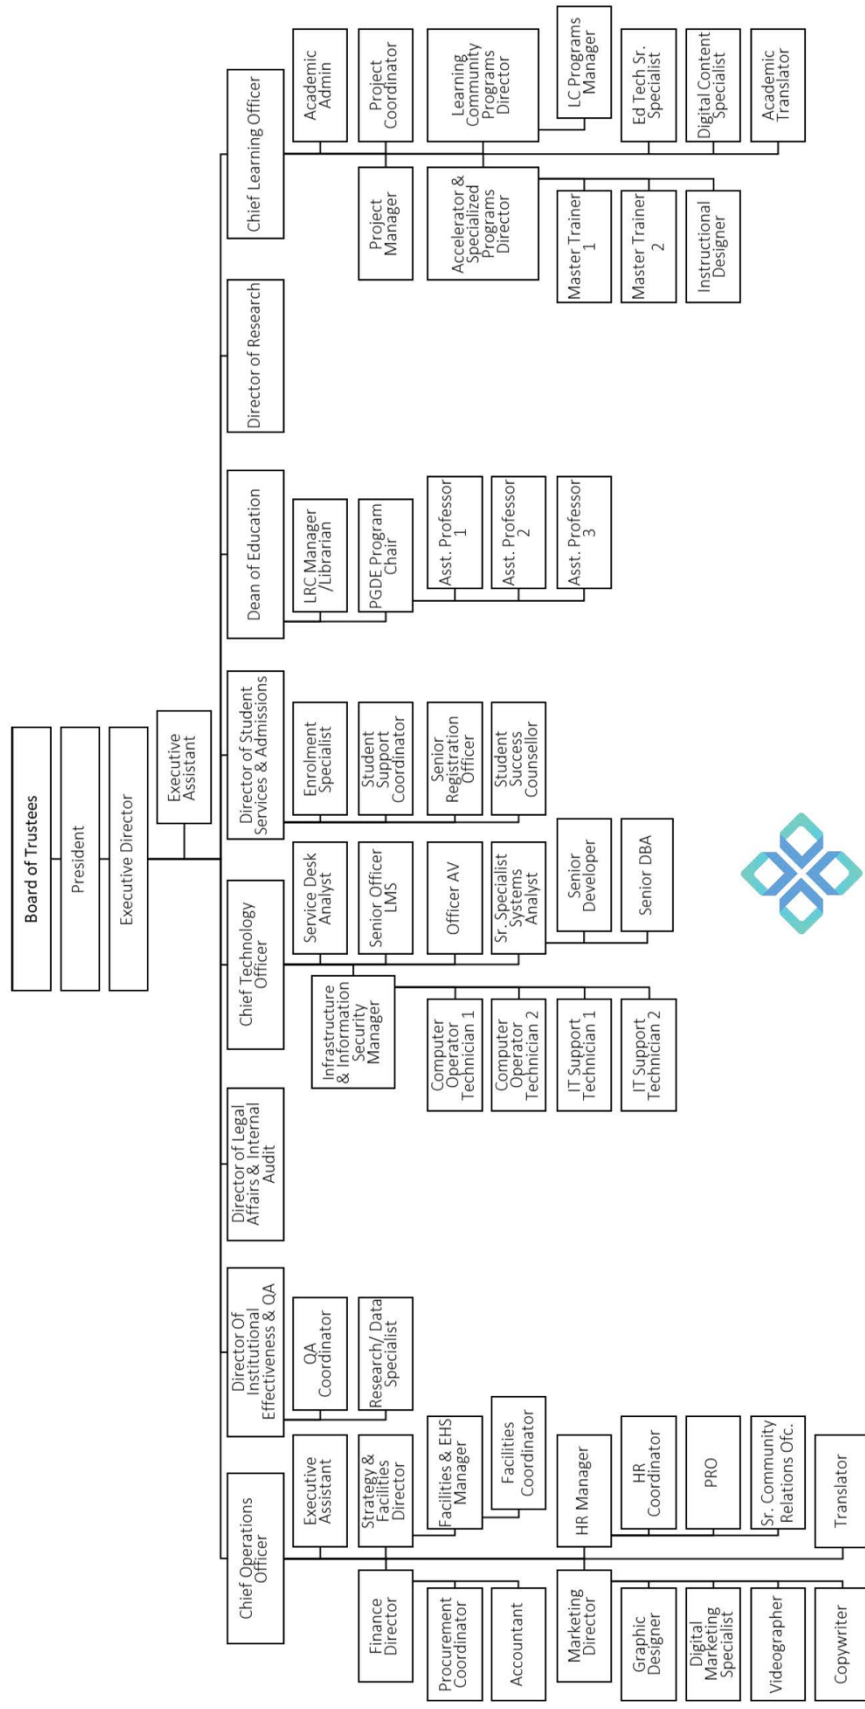 Board of Trustees
President
Executive Director
Executive
Assistant
Chief Operations
Officer
Executive
Assistant
Finance
Director
Strategy &
Facilities
Director
Procurement
Coordinator
Accountant
Facilities & EHS
Manager
Facilities
Coordinator
Marketing
Director
HR Manager
Graphic
Designer
Digital
Marketing
Specialist
Videographer
Copywriter
HR
Coordinator
PRO
Sr. Community
Relations Ofc.
Translator
Director Of
Institutional
Effectiveness & QA
QA
Coordinator
Research/ Data
Specialist
Director of Legal
Affairs & Internal
Audit
Chief Technology
Officer
Service Desk
Analyst
Infrastructure
& Information
Security
Manager
Senior Officer
LMS
Officer AV
Sr. Specialist
Systems
Analyst
Computer
Operator
Technician 1
Computer
Operator
Technician 2
IT Support
Technician 1
IT Support
Technician 2
Senior
Developer
Senior DBA
Director of Student
Services & Admissions
Enrolment
Specialist
Student
Support
Coordinator
Senior
Registration
Officer
Student
Success
Counsellor
Dean of Education
LRC Manager
/Librarian
PGDE Program
Chair
Asst. Professor
1
Asst. Professor
2
Asst. Professor
3
Director of Research
Chief Learning Officer
Academic
Admin
Project
Manager
Project
Coordinator
Accelerator &
Specialized
Programs
Director
Learning
Community
Programs
Director
Master Trainer
1
Master Trainer
2
Instructional
Designer
LC Programs
Manager
Ed Tech Sr.
Specialist
Digital Content
Specialist
Academic
Translator